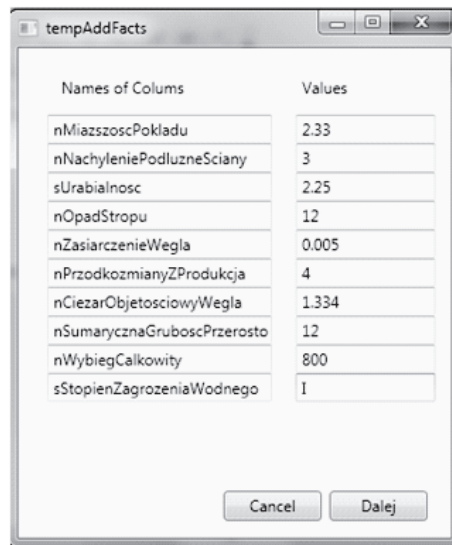 tempAddFacts
Names of Colums Values
nMiazszoscPokladu 2.33
nNachyleniePodluzneSciany 3
sUrabialnosc 2.25
nOpadStropu 12
nZasiarczenieWegla 0.005
nPrzodkozmianyZProdukcja 4
nCiezarObjetosciowyWegla 1.334
nSumarycznaGruboscPrzerosto 12
nWybiegCalkowity 800
sStopienZagrozeniaWodnego I
Cancel Dalej